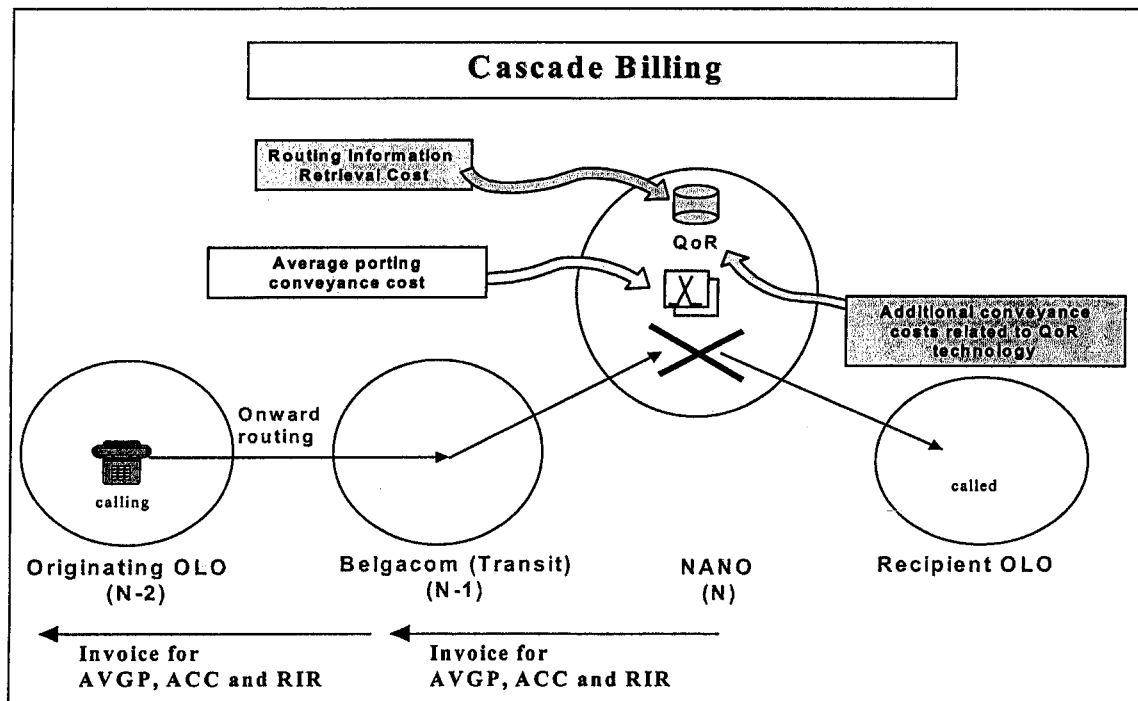 Cascade Billing
Routing Information
Retrieval Cost
QoR
Average porting
conveyance cost
Additional conveyance
costs related to QoR
technology
Onward
routing
calling
called
Originating OLO
(N-2)
Belgacom (Transit)
(N-1)
NANO
(N)
Recipient OLO
Invoice for
AVGP, ACC and RIR
Invoice for
AVGP, ACC and RIR